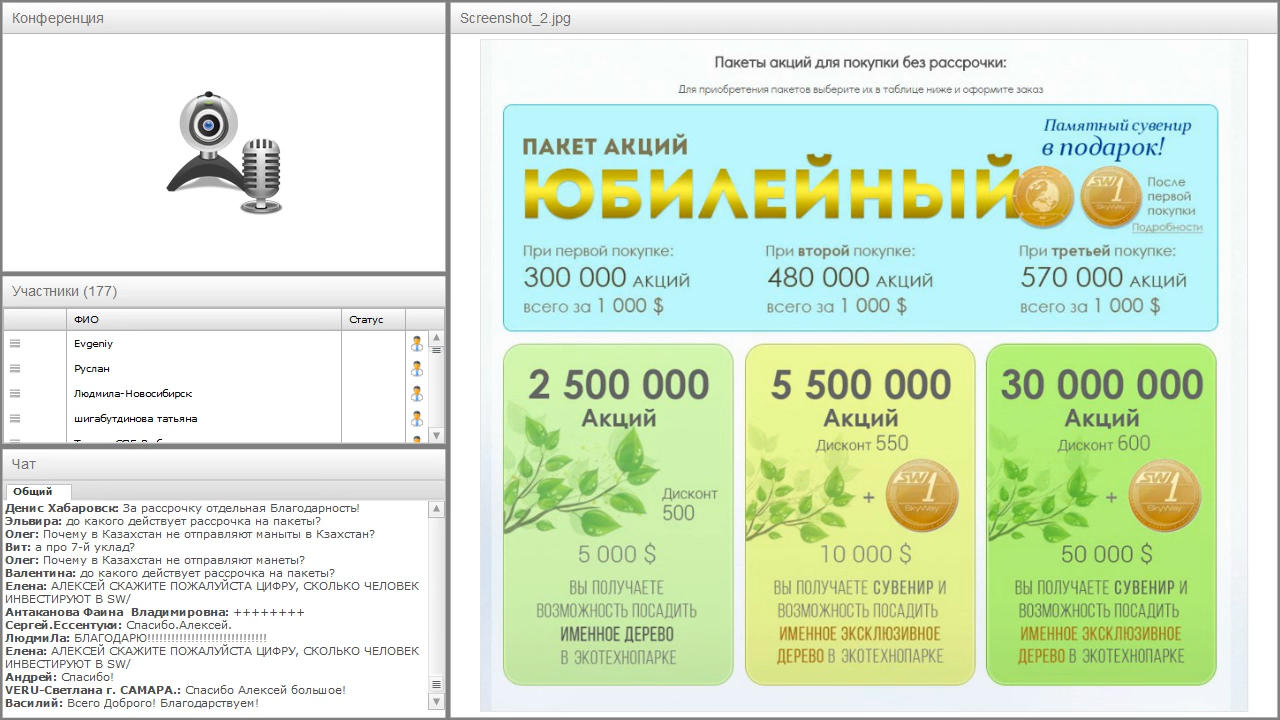 Конференция
Участники (177)
ФИО
Статус
Evgeniy
Руслан
Людмила-Новосибирск
шигабутдинова татьяна
Чат
Общий
Денис Хабаровск: За рассрочку отдельная Благодарность!
Эльвира: до какого действует рассрочка на пакеты?
Олег: Почему в Казахстан не отправляют маныты в Кзахстан?
Вит: а про 7-й уклад?
Олег: Почему в Казахстан не отправляют манеты?
Валентина: до какого действует рассрочка на пакеты?
Елена: АЛЕКСЕЙ СКАЖИТЕ ПОЖАЛУЙСТА ЦИФРУ, СКОЛЬКО ЧЕЛОВЕК
ИНВЕСТИРУЮТ В SW/
Антаканова Фаина Владимировна: ++++++++
Сергей.Ессентуки: Спасибо.Алексей.
ЛюдмиЛа: БЛАГОДАРЮ!!!!!!!!!!!!!!!!!!!!!!!!!!!!!!
Елена: АЛЕКСЕЙ СКАЖИТЕ ПОЖАЛУЙСТА ЦИФРУ, СКОЛЬКО ЧЕЛОВЕК
ИНВЕСТИРУЮТ В SW/
Андрей: Спасибо!
VERU-Светлана г. САМАРА : Спасибо Алексей большое!
Василий: Всего Доброго! Благодарствуем!
Screenshot_2.jpg
Пакеты акций для покупки без рассрочки:
Для приобретения пакетов выберите их в таблице ниже и оформите заказ
ПАКЕТ АКЦИЙ
ЮБИЛЕЙНЫЙ
Памятный сувенир
в подарок!
SW 1
SkyWay
После
первой
покупки
Подробности
При первой покупке:
300 000 АКЦИЙ
всего за 1 000 $
При второй покупке:
480 000 АКЦИЙ
всего за 1 000 $
При третьей покупке:
570 000 АКЦИЙ
всего за 1 000 $
2 500 000
Акций
Дисконт
500
5 000 $
ВЫ ПОЛУЧАЕТЕ
ВОЗМОЖНОСТЬ ПОСАДИТЬ
ИМЕННОЕ ДЕРЕВО
В ЭКОТЕХНОПАРКЕ
5 500 000
Акций
Дисконт 550
+
SW 1
SkyWay
10 000 $
ВЫ ПОЛУЧАЕТЕ СУВЕНИР И
ВОЗМОЖНОСТЬ ПОСАДИТЬ
ИМЕННОЕ ЭКСКЛЮЗИВНОЕ
ДЕРЕВО В ЭКОТЕХНОПАРКЕ
30 000 000
Акций
Дисконт 600
+
SW 1
SkyWay
50 000 $
ВЫ ПОЛУЧАЕТЕ СУВЕНИР И
ВОЗМОЖНОСТЬ ПОСАДИТЬ
ИМЕННОЕ ЭКСКЛЮЗИВНОЕ
ДЕРЕВО В ЭКОТЕХНОПАРКЕ